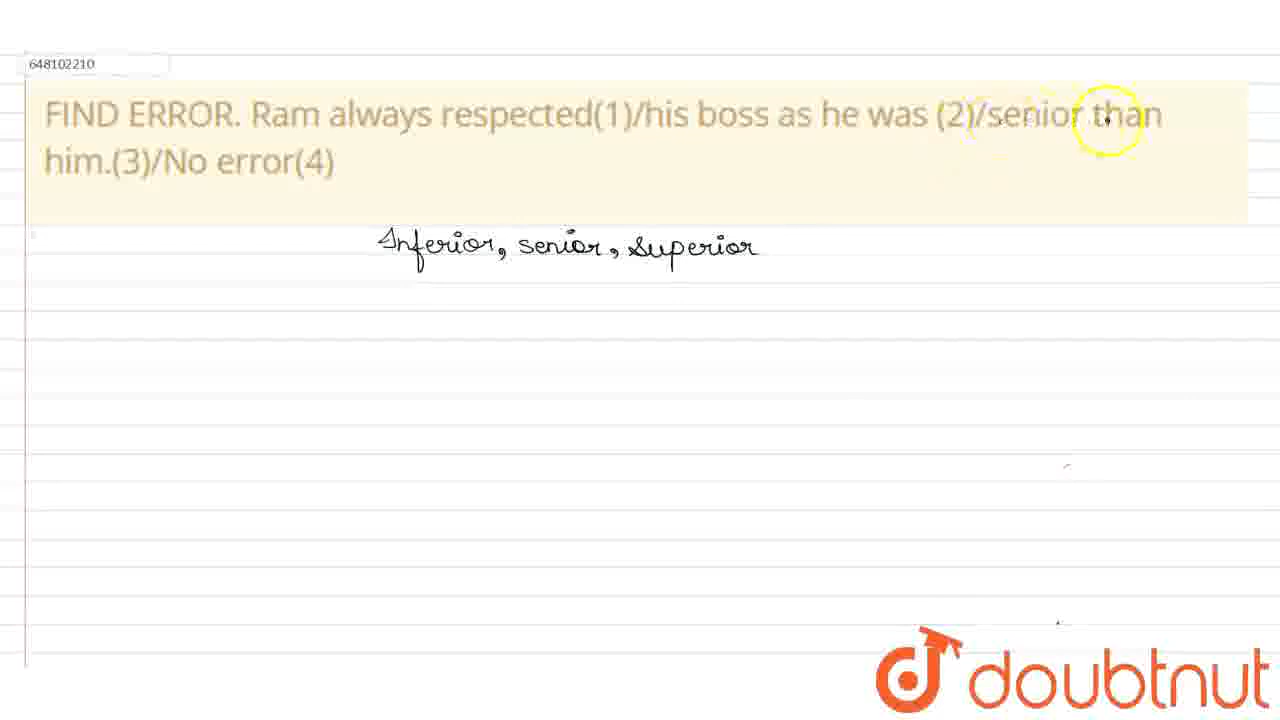 648102210
FIND ERROR. Ram always respected(1)/his boss as he was (2)/senior than
him.(3)/No error(4)
Inferior, senior, superior
doubtnut